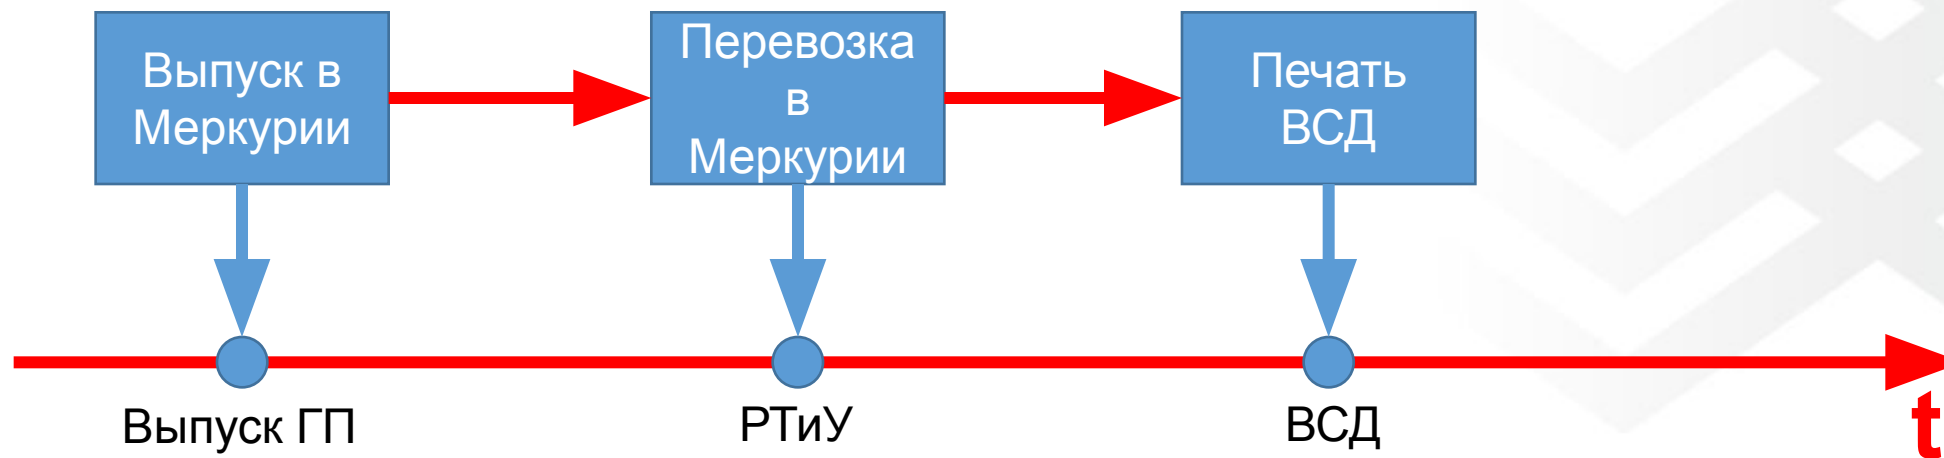 Выпуск в
Меркурии
Перевозка
в
Меркурии
Печать
ВСД
Выпуск ГП
РТиУ
ВСД
t